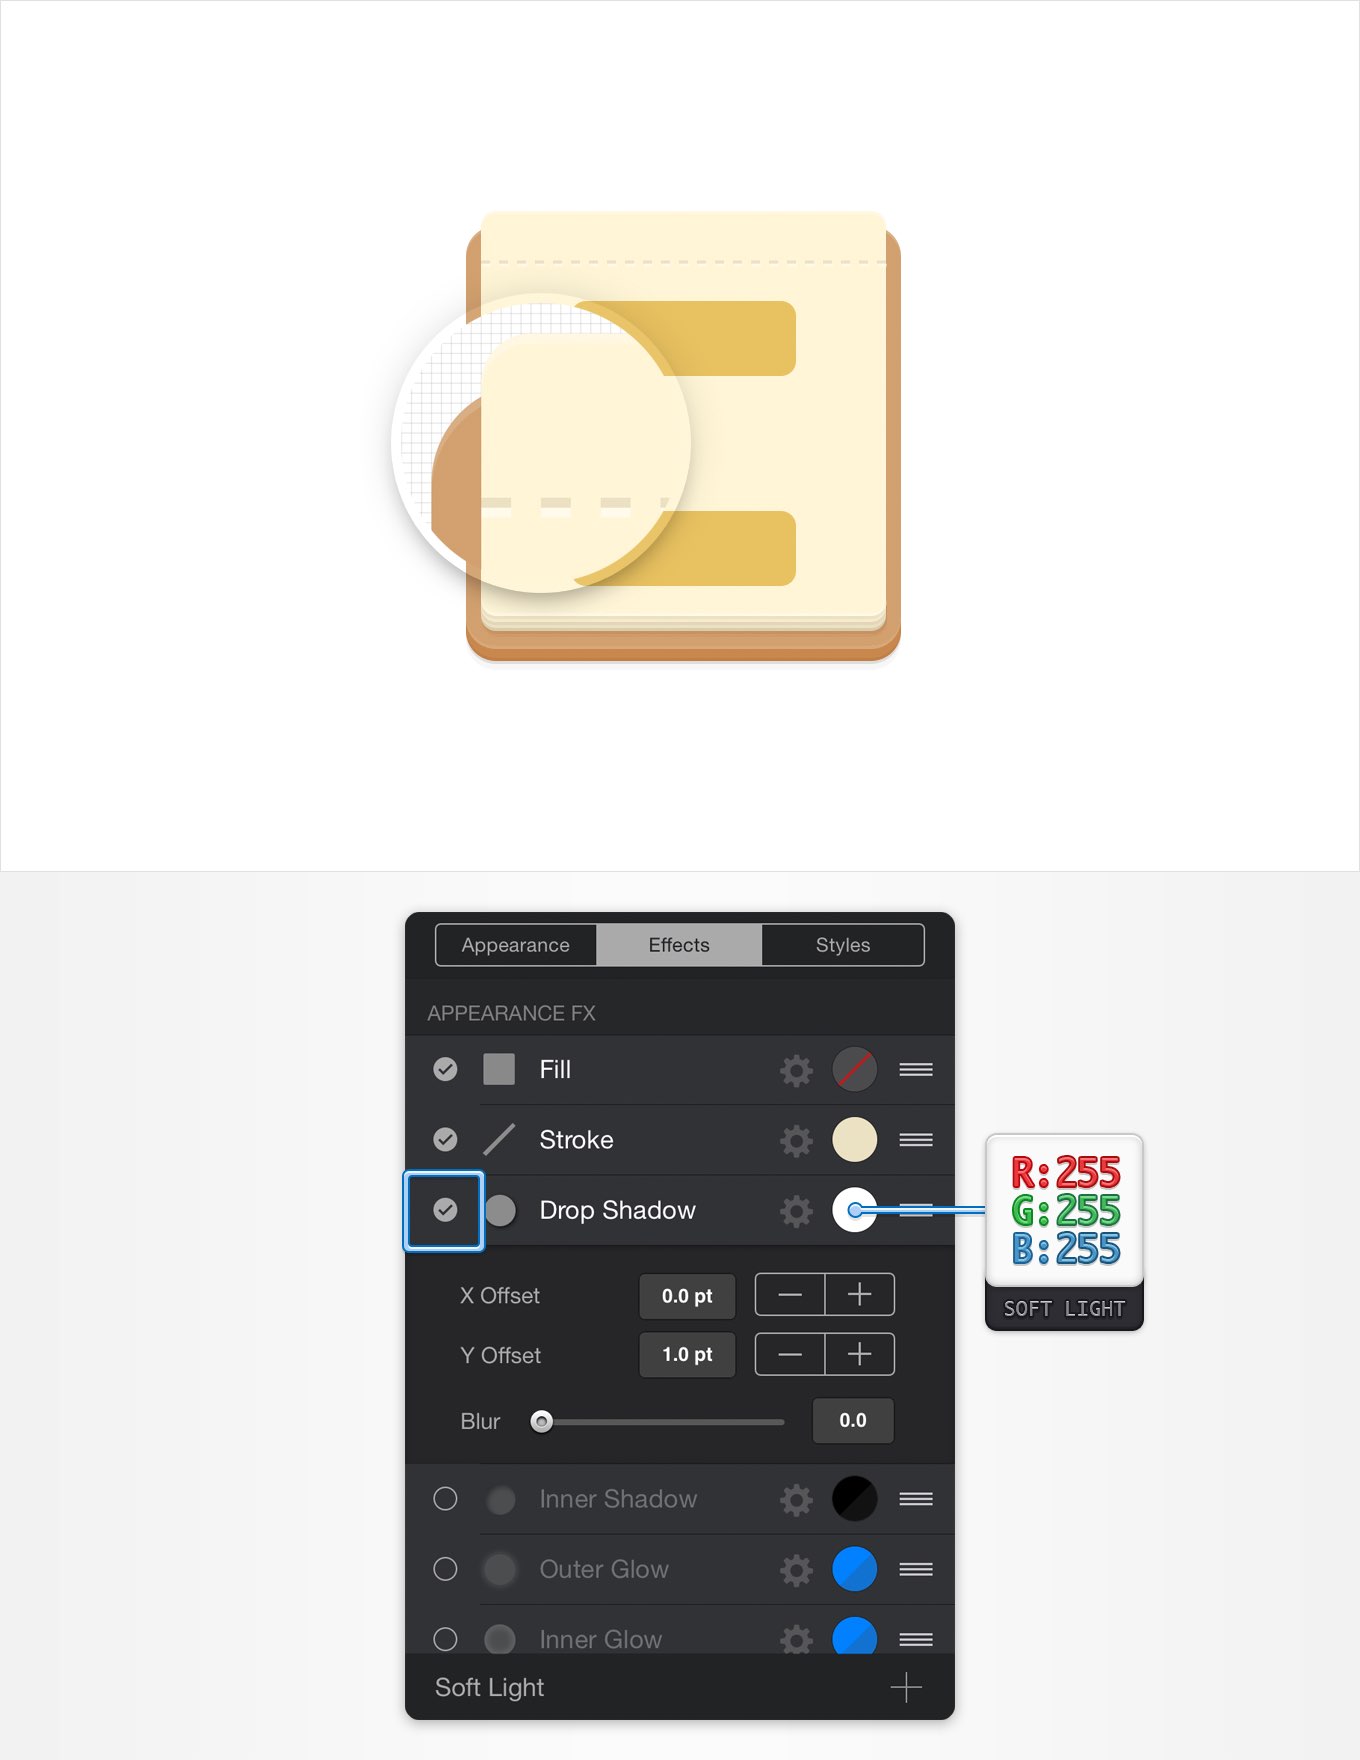 Appearance Effects Styles
APPEARANCE FX
Fill
Stroke
Drop Shadow
R:255
G:255
B:255
SOFT LIGHT
X Offset 0.0 pt
Y Offset 1.0 pt
Blur 0.0
Inner Shadow
Outer Glow
Inner Glow
Soft Light